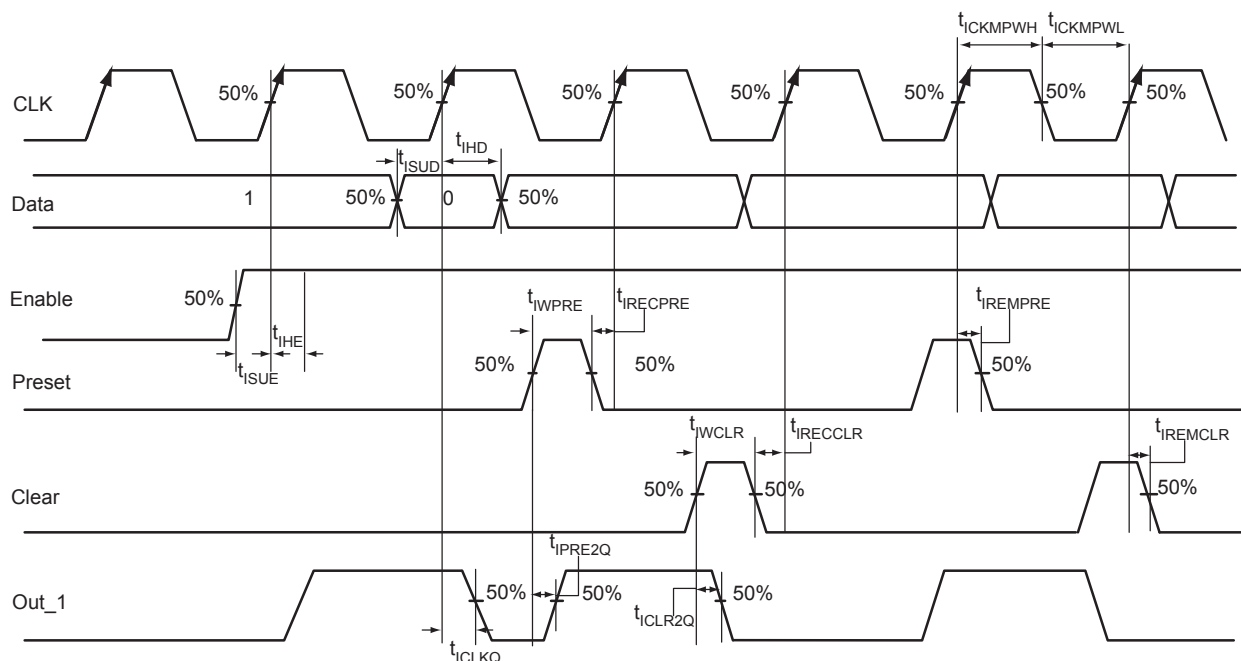 tICKMPWH tICKMPWL
CLK 50% 50% 50% 50% 50% 50% 50%
tISUD tIHD
Data 1 50% 0 50%
Enable 50% tIHE tISUE
tIWPRE tIRECPRE tIREMPRE
Preset 50% 50% 50%
tIWCLR tIRECCLR tIREMCLR
Clear 50% 50% 50%
tIPRE2Q
Out_1 50% 50% tICLR2Q 50%
tICLKQ